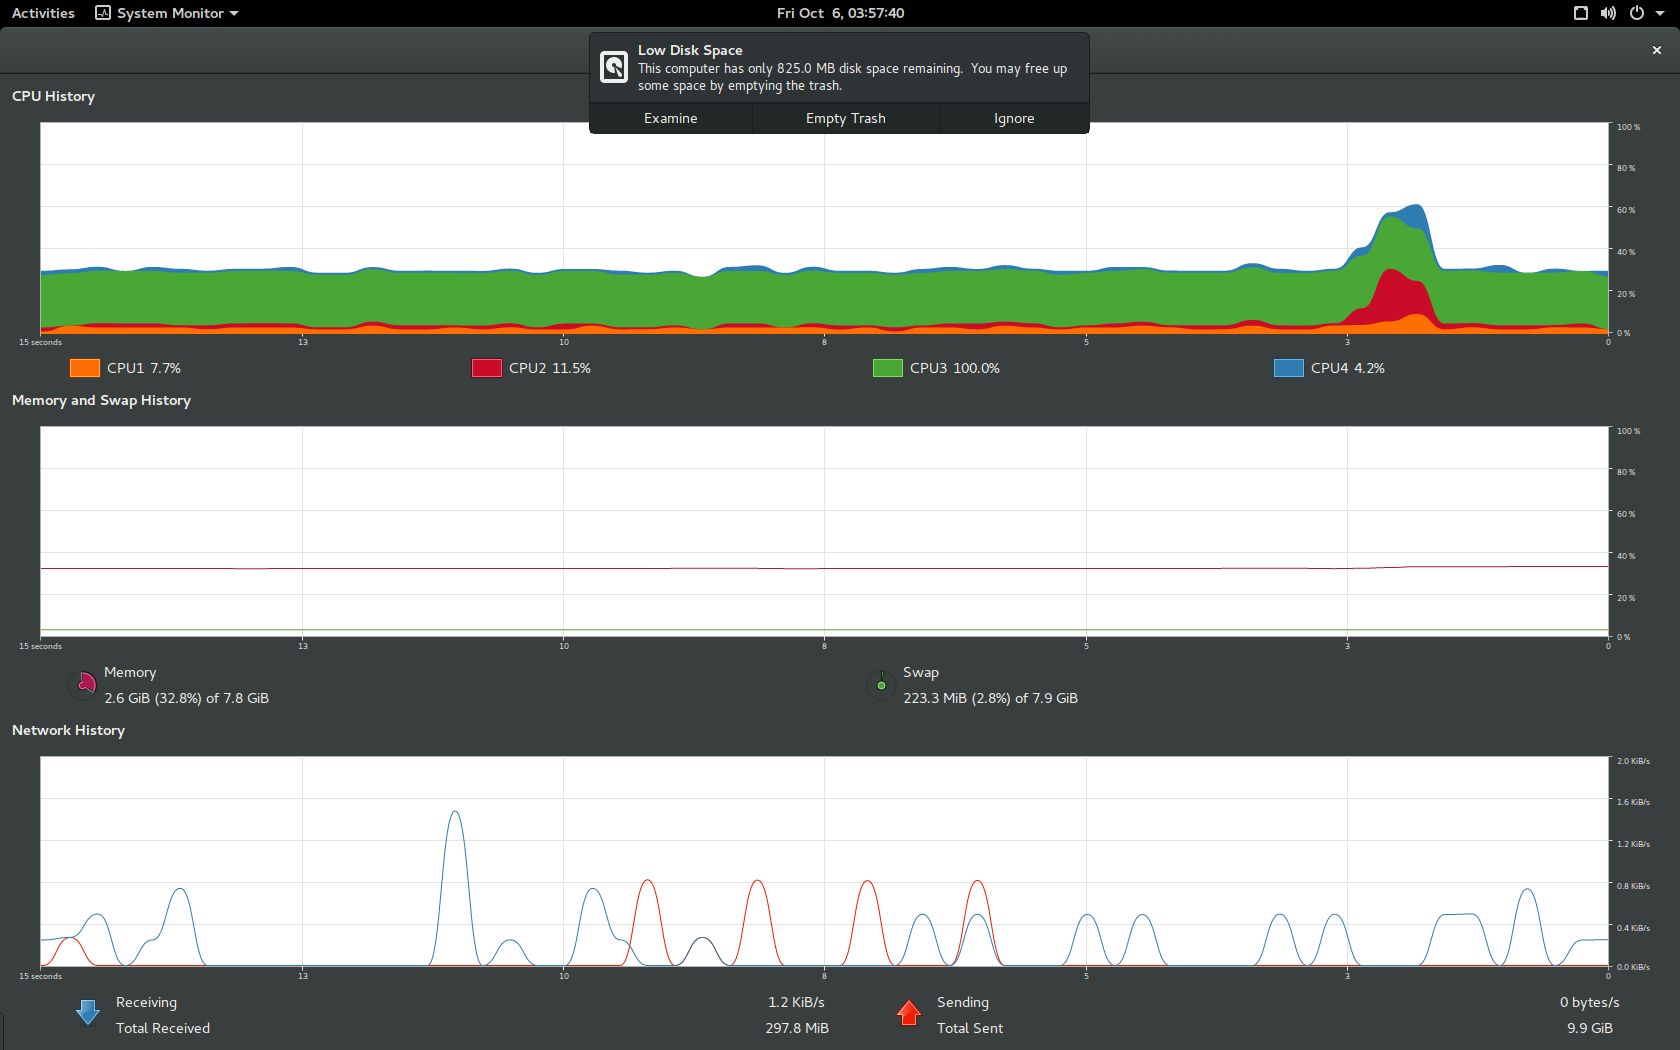 Activities System Monitor Fri Oct 6, 03:57:40
Low Disk Space
This computer has only 825.0 MB disk space remaining. You may free up
some space by emptying the trash.
Examine Empty Trash Ignore
CPU History
100 %
80 %
60 %
40 %
20 %
0 %
15 seconds 13 10 8 5 3 0
CPU1 7.7% CPU2 11.5% CPU3 100.0% CPU4 4.2%
Memory and Swap History
100 %
80 %
60 %
40 %
20 %
0 %
15 seconds 13 10 8 5 3 0
Memory
2.6 GiB (32.8%) of 7.8 GiB
Swap
223.3 MiB (2.8%) of 7.9 GiB
Network History
2.0 KiB/s
1.6 KiB/s
1.2 KiB/s
0.8 KiB/s
0.4 KiB/s
0.0 KiB/s
15 seconds 13 10 8 5 3 0
Receiving 1.2 KiB/s
Total Received 297.8 MiB
Sending 0 bytes/s
Total Sent 9.9 GiB